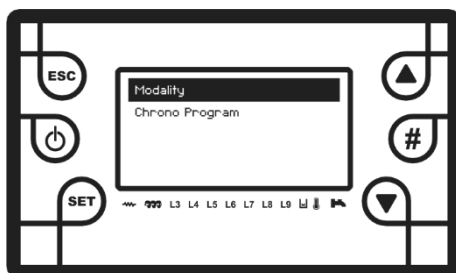 ESC
Modality
Chrono Program
#
SET
L3 L4 L5 L6 L7 L8 L9